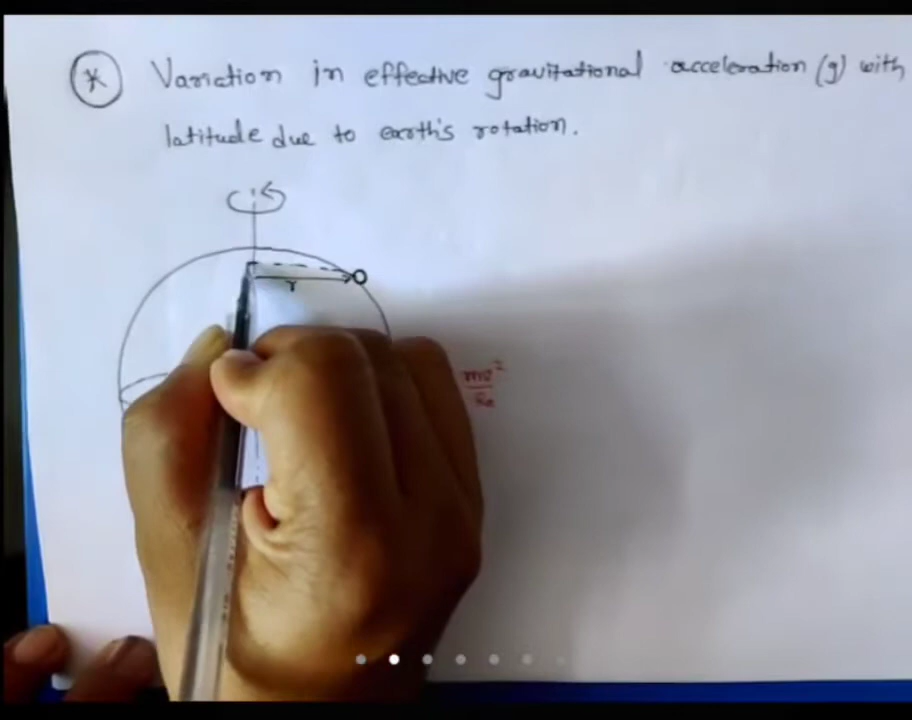 * Variation in effective gravitational acceleration (g) with
latitude due to earth's rotation.
r